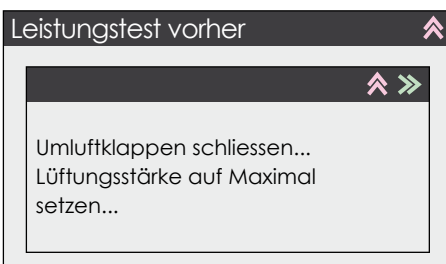 Leistungstest vorher
Umluftklappen schliessen...
Lüftungsstärke auf Maximal
setzen...